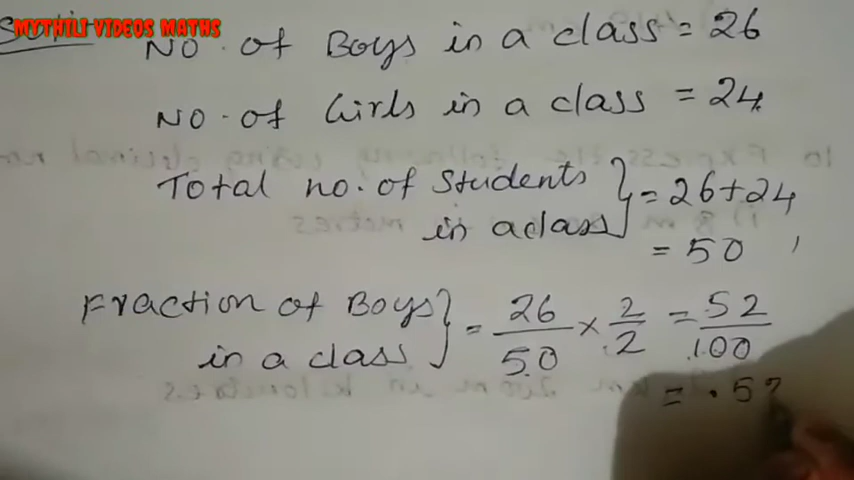 MYTHILI VIDEOS MATHS
No. of Boys in a class = 26
No. of Girls in a class = 24
Total no. of Students } = 26+24
in a class
= 50
Fraction of Boys } = 26/50 × 2/2 = 52/100
in a class
= .52